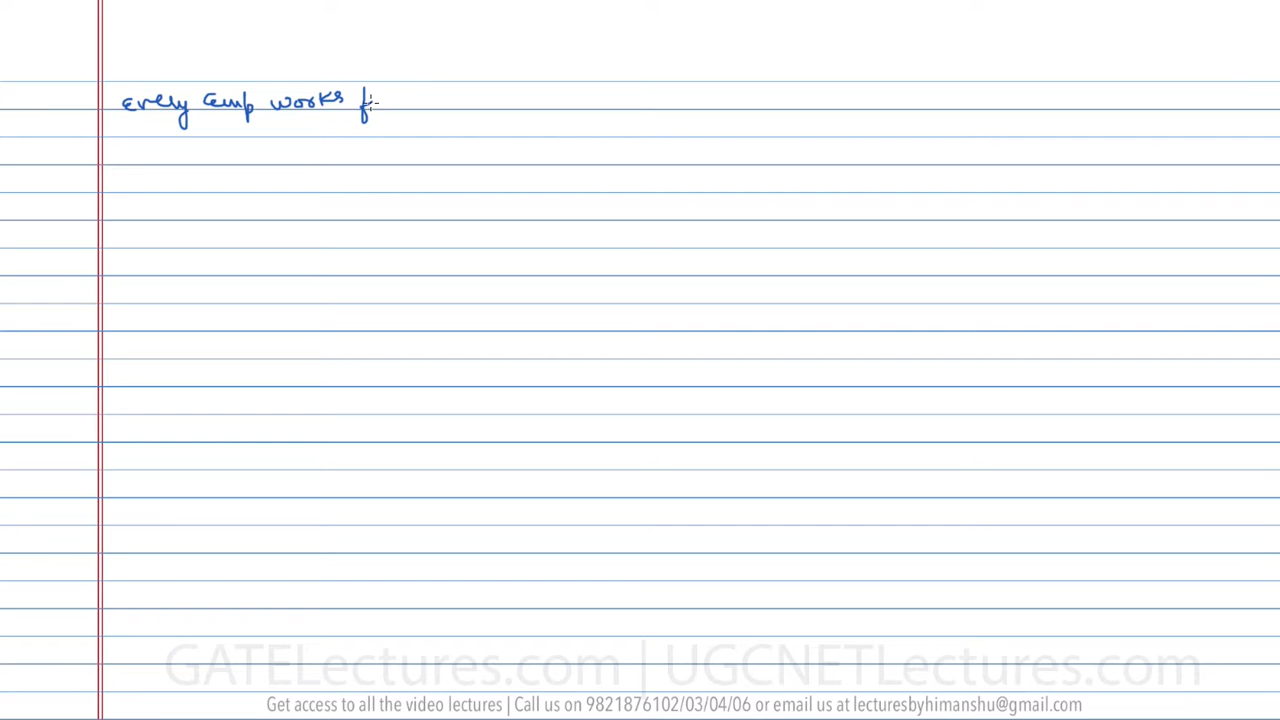 every emp works f
GATELectures.com | UGCNETLectures.com
Get access to all the video lectures | Call us on 9821876102/03/04/06 or email us at lecturesbyhimanshu@gmail.com